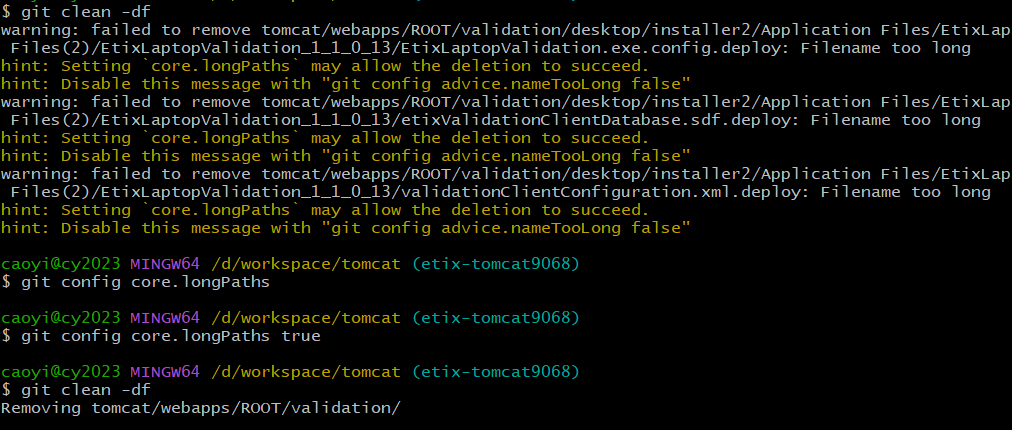 $ git clean -df
warning: failed to remove tomcat/webapps/ROOT/validation/desktop/installer2/Application Files/EtixLap
 Files(2)/EtixLaptopValidation_1_1_0_13/EtixLaptopValidation.exe.config.deploy: Filename too long
hint: Setting `core.longPaths` may allow the deletion to succeed.
hint: Disable this message with "git config advice.nameTooLong false"
warning: failed to remove tomcat/webapps/ROOT/validation/desktop/installer2/Application Files/EtixLap
 Files(2)/EtixLaptopValidation_1_1_0_13/etixValidationClientDatabase.sdf.deploy: Filename too long
hint: Setting `core.longPaths` may allow the deletion to succeed.
hint: Disable this message with "git config advice.nameTooLong false"
warning: failed to remove tomcat/webapps/ROOT/validation/desktop/installer2/Application Files/EtixLap
 Files(2)/EtixLaptopValidation_1_1_0_13/validationClientConfiguration.xml.deploy: Filename too long
hint: Setting `core.longPaths` may allow the deletion to succeed.
hint: Disable this message with "git config advice.nameTooLong false"
caoyi@cy2023 MINGW64 /d/workspace/tomcat (etix-tomcat9068)
$ git config core.longPaths
caoyi@cy2023 MINGW64 /d/workspace/tomcat (etix-tomcat9068)
$ git config core.longPaths true
caoyi@cy2023 MINGW64 /d/workspace/tomcat (etix-tomcat9068)
$ git clean -df
Removing tomcat/webapps/ROOT/validation/